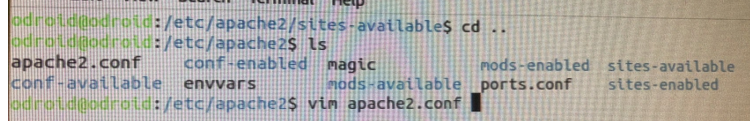 odroid@odroid:/etc/apache2/sites-available$ cd ..
odroid@odroid:/etc/apache2$ ls
apache2.conf conf-enabled magic mods-enabled sites-available
conf-available envvars mods-available ports.conf sites-enabled
odroid@odroid:/etc/apache2$ vim apache2.conf